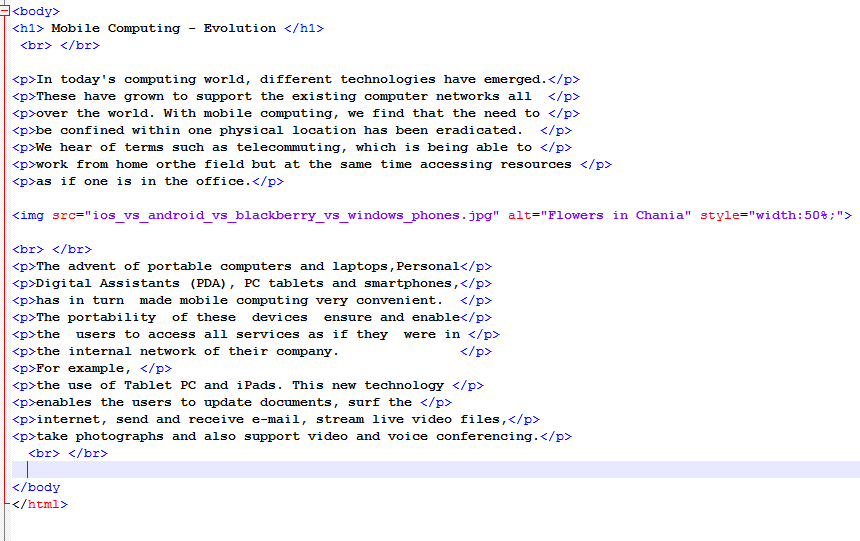 <body>
<h1> Mobile Computing - Evolution </h1>
<br> </br>
<p>In today's computing world, different technologies have emerged.</p>
<p>These have grown to support the existing computer networks all  </p>
<p>over the world. With mobile computing, we find that the need to </p>
<p>be confined within one physical location has been eradicated.  </p>
<p>We hear of terms such as telecommuting, which is being able to </p>
<p>work from home orthe field but at the same time accessing resources </p>
<p>as if one is in the office.</p>
<img src="ios_vs_android_vs_blackberry_vs_windows_phones.jpg" alt="Flowers in Chania" style="width:50%;">
<br> </br>
<p>The advent of portable computers and laptops,Personal</p>
<p>Digital Assistants (PDA), PC tablets and smartphones,</p>
<p>has in turn  made mobile computing very convenient.  </p>
<p>The portability  of these  devices  ensure and enable</p>
<p>the  users to access all services as if they  were in </p>
<p>the internal network of their company.               </p>
<p>For example, </p>
<p>the use of Tablet PC and iPads. This new technology </p>
<p>enables the users to update documents, surf the </p>
<p>internet, send and receive e-mail, stream live video files,</p>
<p>take photographs and also support video and voice conferencing.</p>
<br> </br>
</body
</html>